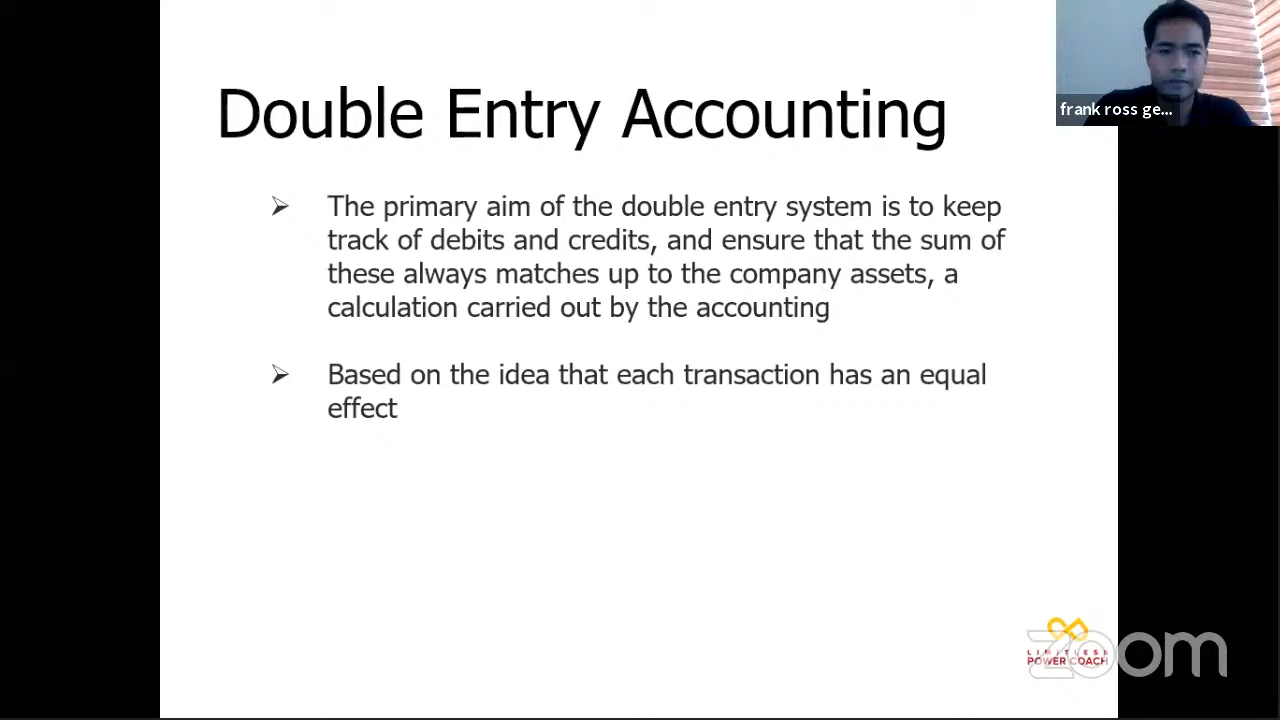 Double Entry Accounting
frank ross ge...
➢ The primary aim of the double entry system is to keep
track of debits and credits, and ensure that the sum of
these always matches up to the company assets, a
calculation carried out by the accounting
➢ Based on the idea that each transaction has an equal
effect
LIMITLESS
POWER COACH
zoom